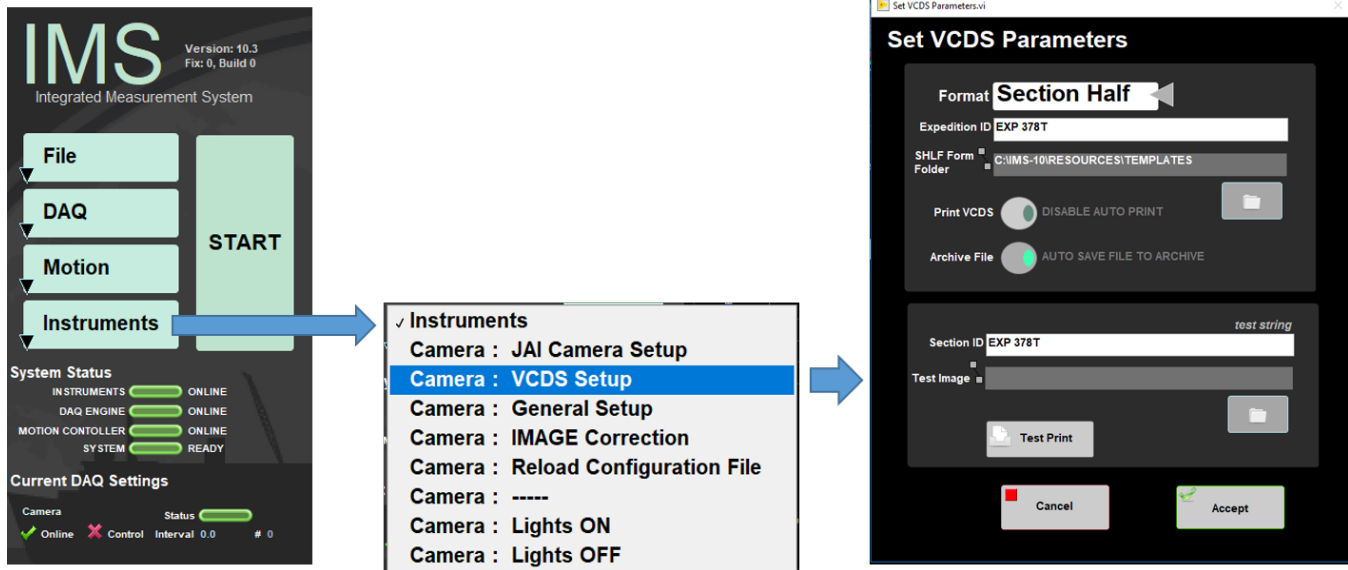 IMS
Version: 10.3
Fix: 0, Build 0
Integrated Measurement System
File
DAQ
Motion
Instruments
START
System Status
INSTRUMENTS ONLINE
DAQ ENGINE ONLINE
MOTION CONTOLLER ONLINE
SYSTEM READY
Current DAQ Settings
Camera Status
Online Control Interval 0.0 # 0
✓ Instruments
Camera : JAI Camera Setup
Camera : VCDS Setup
Camera : General Setup
Camera : IMAGE Correction
Camera : Reload Configuration File
Camera : -----
Camera : Lights ON
Camera : Lights OFF
Set VCDS Parameters.vi
Set VCDS Parameters
Format Section Half
Expedition ID EXP 378T
SHLF Form
Folder
C:\IMS-10\RESOURCES\TEMPLATES
Print VCDS DISABLE AUTO PRINT
Archive File AUTO SAVE FILE TO ARCHIVE
test string
Section ID EXP 378T
Test Image
Test Print
Cancel
Accept